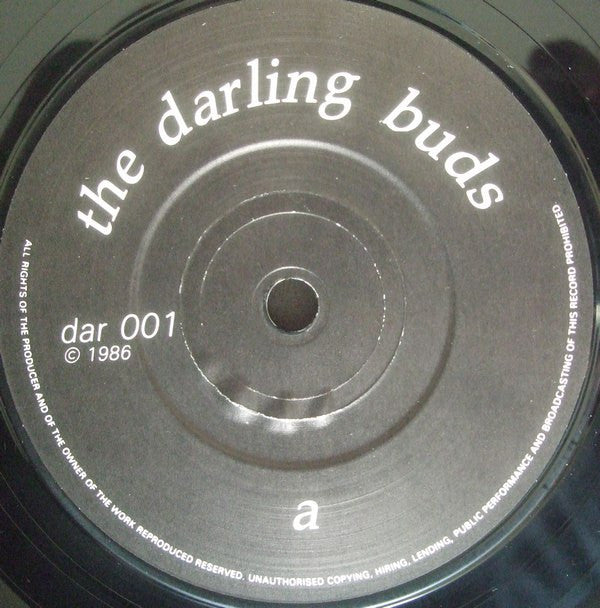 the darling buds
dar 001
© 1986
a
ALL RIGHTS OF THE PRODUCER AND OF THE OWNER OF THE WORK REPRODUCED RESERVED. UNAUTHORISED COPYING, HIRING, LENDING, PUBLIC PERFORMANCE AND BROADCASTING OF THIS RECORD PROHIBITED